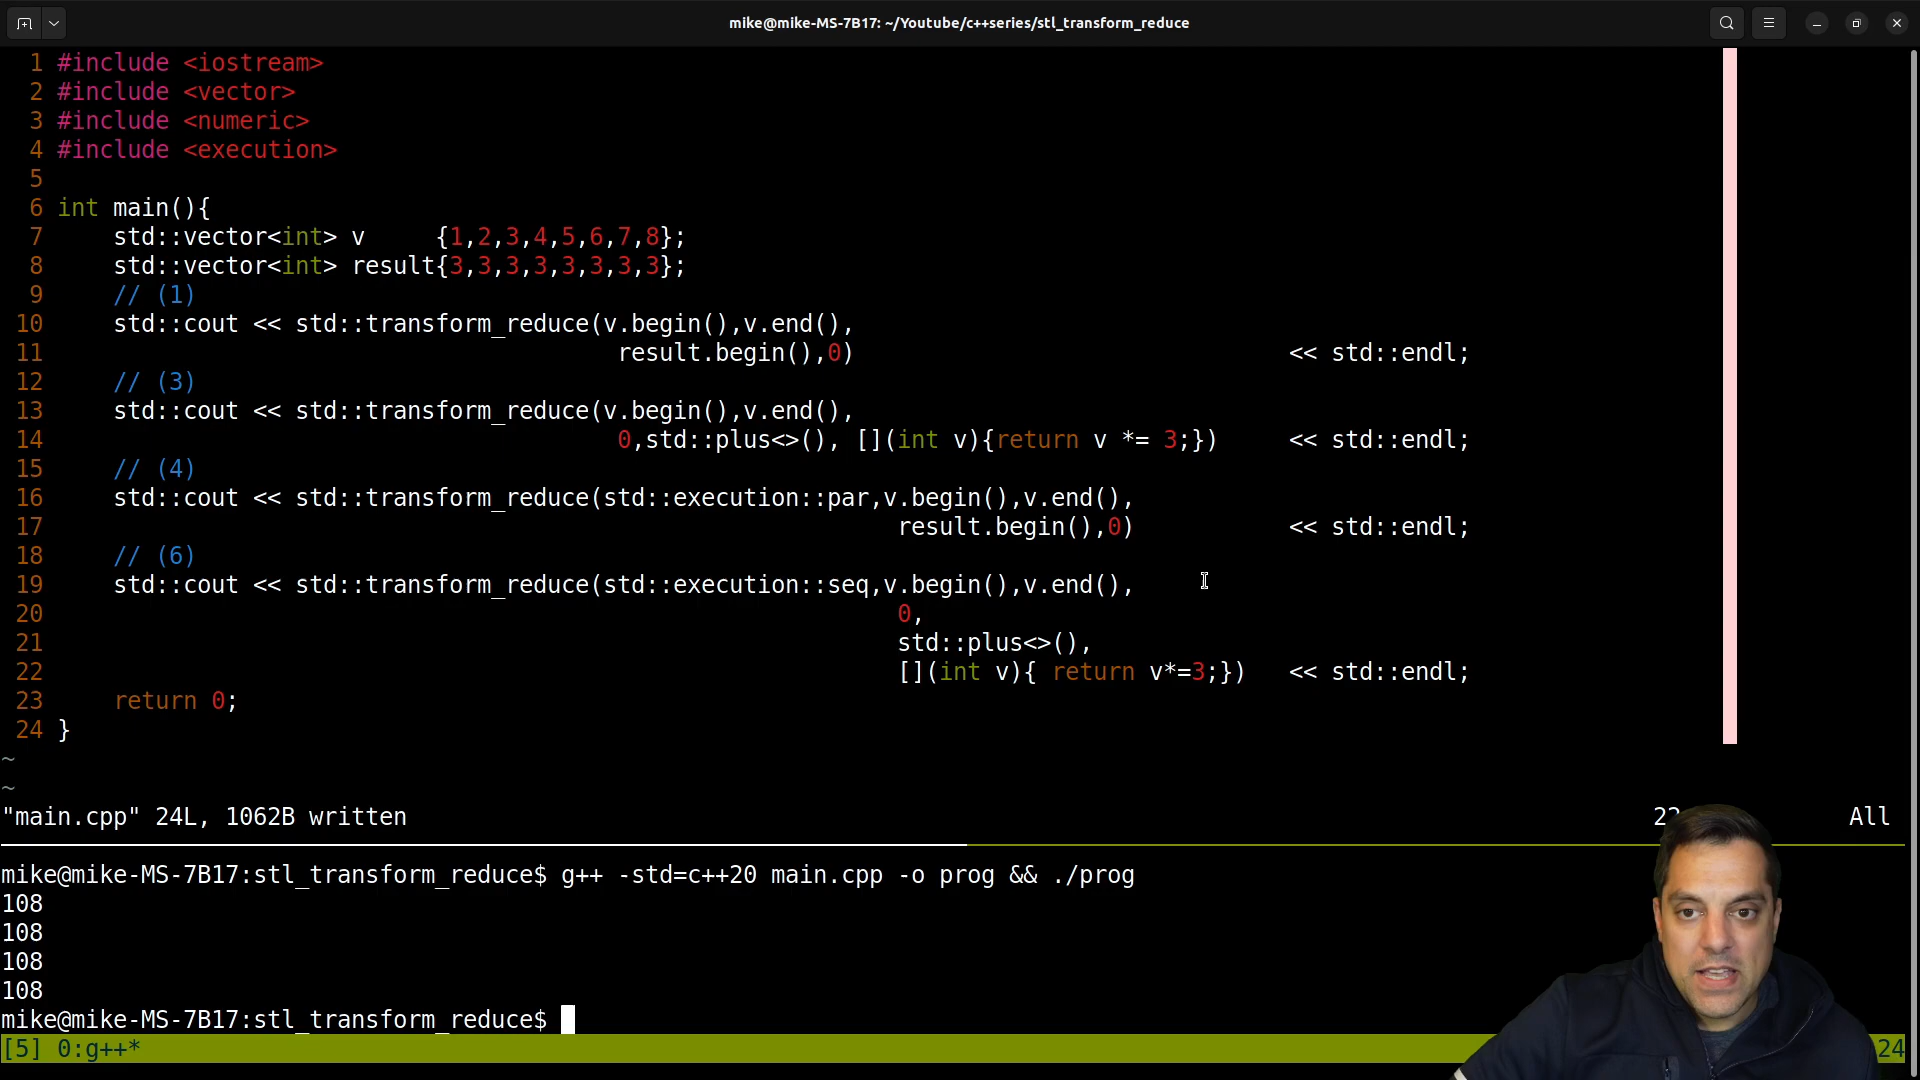 mike@mike-MS-7B17: ~/Youtube/c++series/stl_transform_reduce
1 #include <iostream>
2 #include <vector>
3 #include <numeric>
4 #include <execution>
5
6 int main(){
7     std::vector<int> v     {1,2,3,4,5,6,7,8};
8     std::vector<int> result{3,3,3,3,3,3,3,3};
9     // (1)
10     std::cout << std::transform_reduce(v.begin(),v.end(),
11                                         result.begin(),0)                               << std::endl;
12     // (3)
13     std::cout << std::transform_reduce(v.begin(),v.end(),
14                                         0,std::plus<>(), [](int v){return v *= 3;})     << std::endl;
15     // (4)
16     std::cout << std::transform_reduce(std::execution::par,v.begin(),v.end(),
17                                                             result.begin(),0)           << std::endl;
18     // (6)
19     std::cout << std::transform_reduce(std::execution::seq,v.begin(),v.end(),
20                                                             0,
21                                                             std::plus<>(),
22                                                             [](int v){ return v*=3;})   << std::endl;
23     return 0;
24 }
~
~
"main.cpp" 24L, 1062B written All
mike@mike-MS-7B17:stl_transform_reduce$ g++ -std=c++20 main.cpp -o prog && ./prog
108
108
108
108
mike@mike-MS-7B17:stl_transform_reduce$
[5] 0:g++* 24